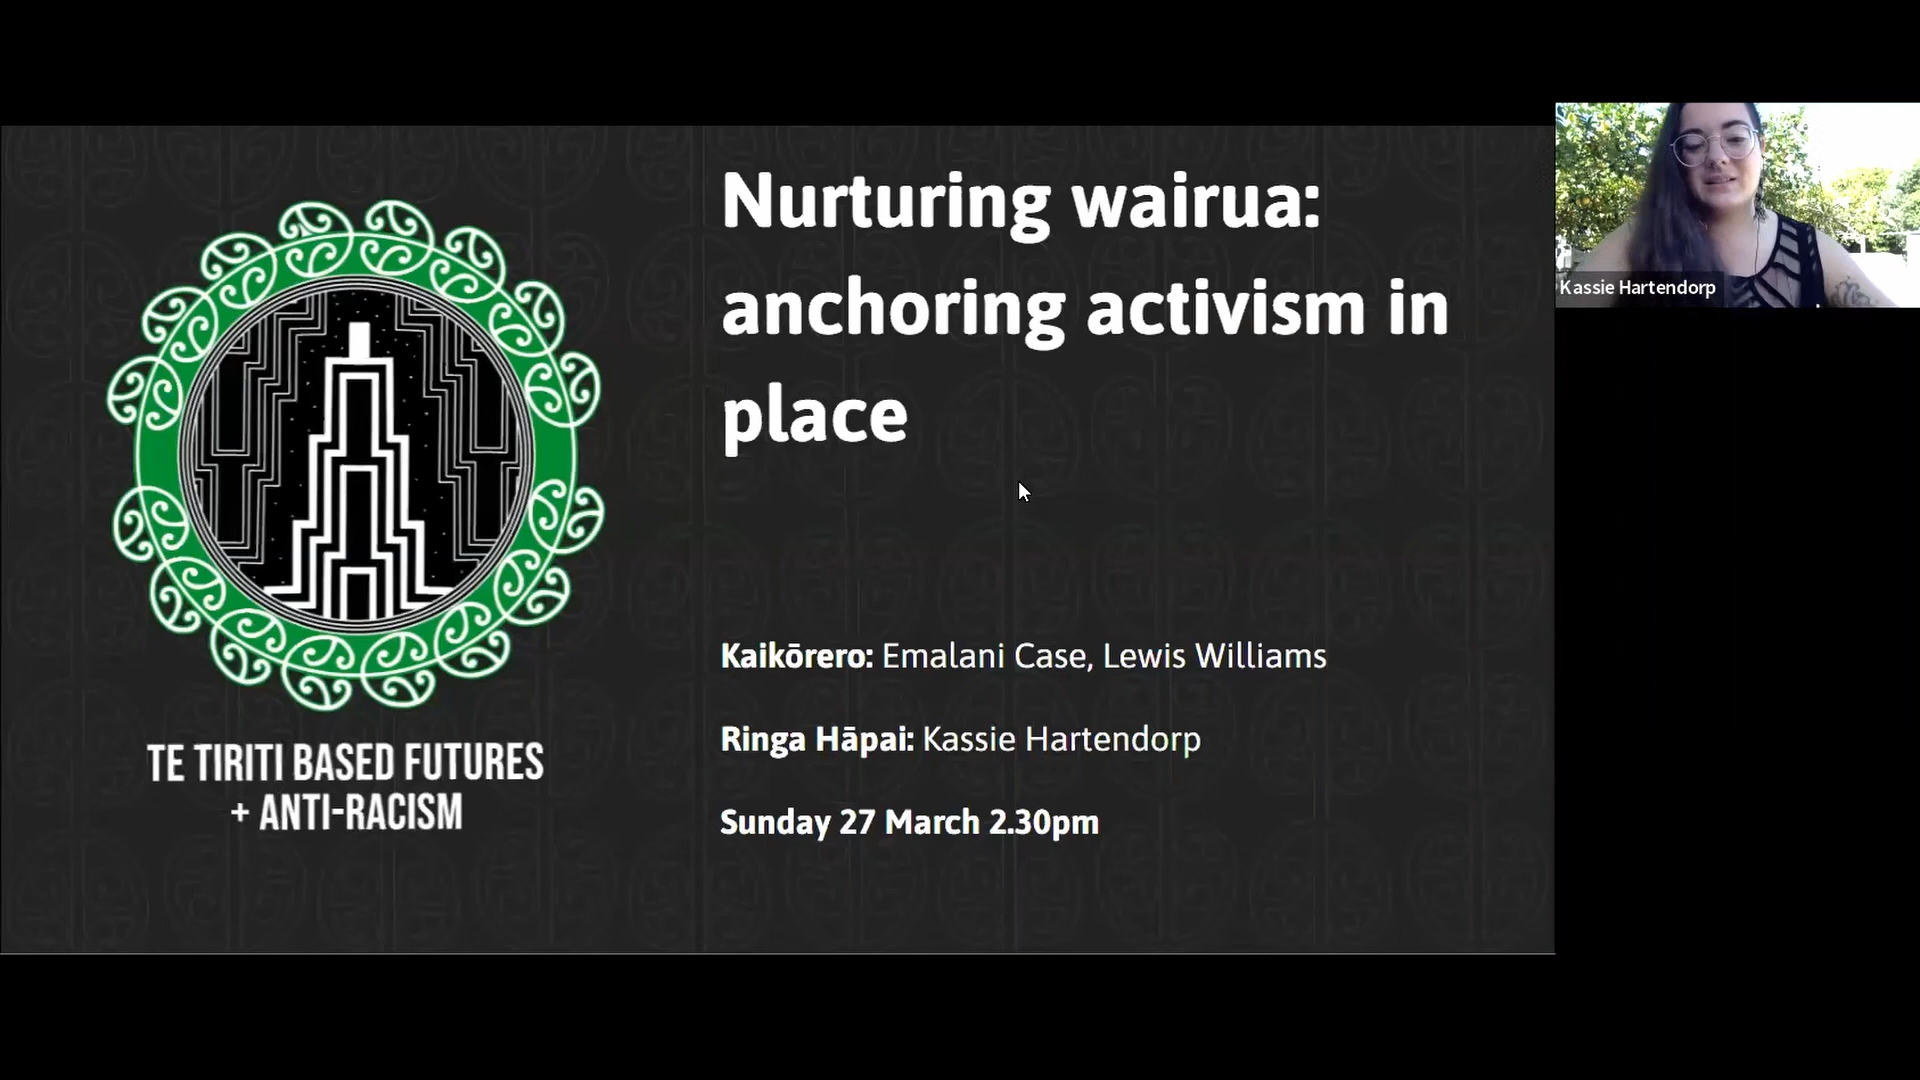 Nurturing wairua:
anchoring activism in
place
Kaikōrero: Emalani Case, Lewis Williams
Ringa Hāpai: Kassie Hartendorp
Sunday 27 March 2.30pm
TE TIRITI BASED FUTURES
+ ANTI-RACISM
Kassie Hartendorp